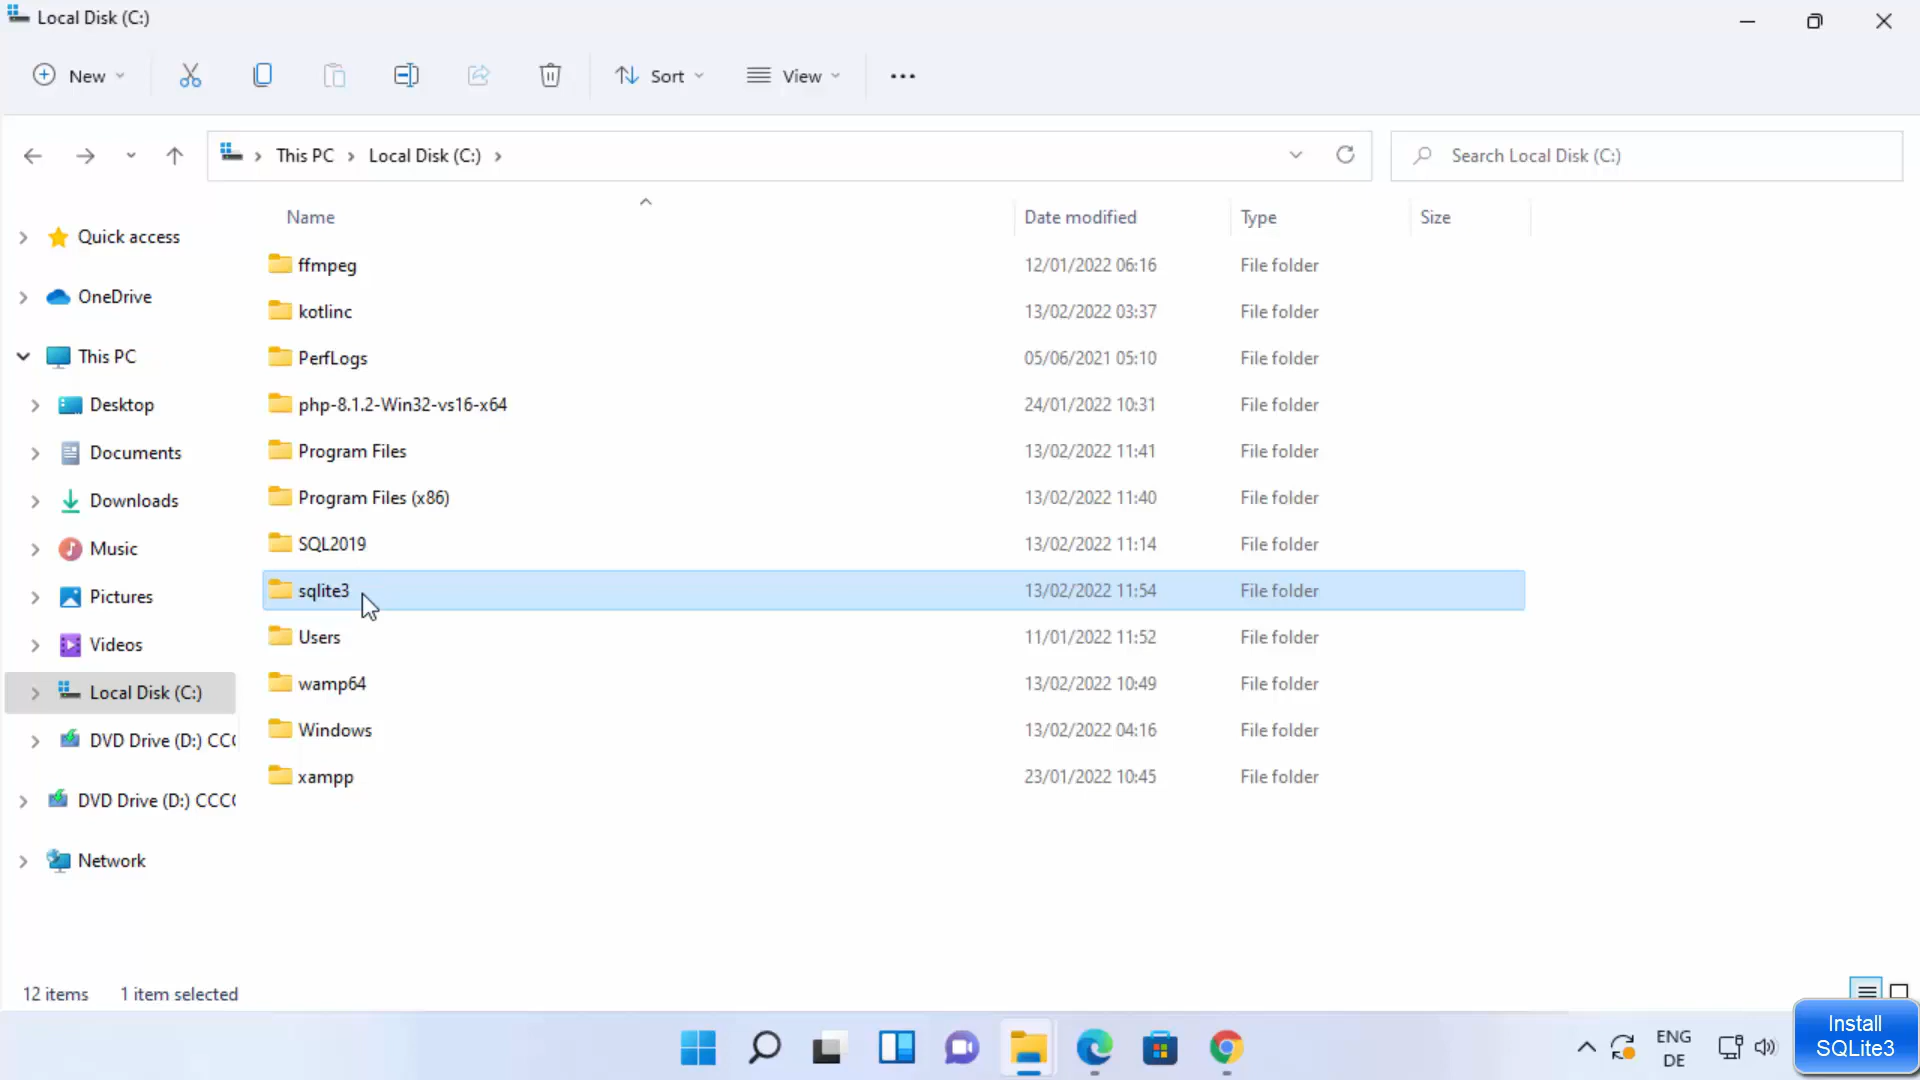 Local Disk (C:)
New
Sort
View
This PC
Local Disk (C:)
Search Local Disk (C:)
Name
Date modified
Type
Size
Quick access
OneDrive
This PC
Desktop
Documents
Downloads
Music
Pictures
Videos
Local Disk (C:)
DVD Drive (D:) CCC
DVD Drive (D:) CCC
Network
ffmpeg 12/01/2022 06:16 File folder
kotlinc 13/02/2022 03:37 File folder
PerfLogs 05/06/2021 05:10 File folder
php-8.1.2-Win32-vs16-x64 24/01/2022 10:31 File folder
Program Files 13/02/2022 11:41 File folder
Program Files (x86) 13/02/2022 11:40 File folder
SQL2019 13/02/2022 11:14 File folder
sqlite3 13/02/2022 11:54 File folder
Users 11/01/2022 11:52 File folder
wamp64 13/02/2022 10:49 File folder
Windows 13/02/2022 04:16 File folder
xampp 23/01/2022 10:45 File folder
12 items 1 item selected
ENG
DE
Install
SQLite3